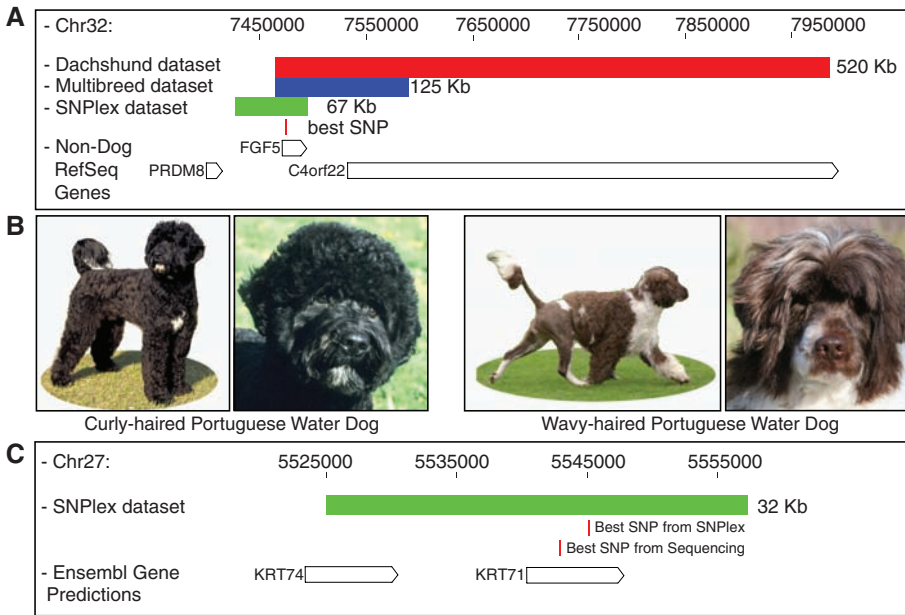 A
- Chr32: 7450000 7550000 7650000 7750000 7850000 7950000
- Dachshund dataset 520 Kb
- Multibreed dataset 125 Kb
- SNPlex dataset 67 Kb
best SNP
- Non-Dog FGF5
RefSeq PRDM8 C4orf22
Genes
B
Curly-haired Portuguese Water Dog Wavy-haired Portuguese Water Dog
C
- Chr27: 5525000 5535000 5545000 5555000
- SNPlex dataset 32 Kb
Best SNP from SNPlex
Best SNP from Sequencing
- Ensembl Gene KRT74 KRT71
Predictions